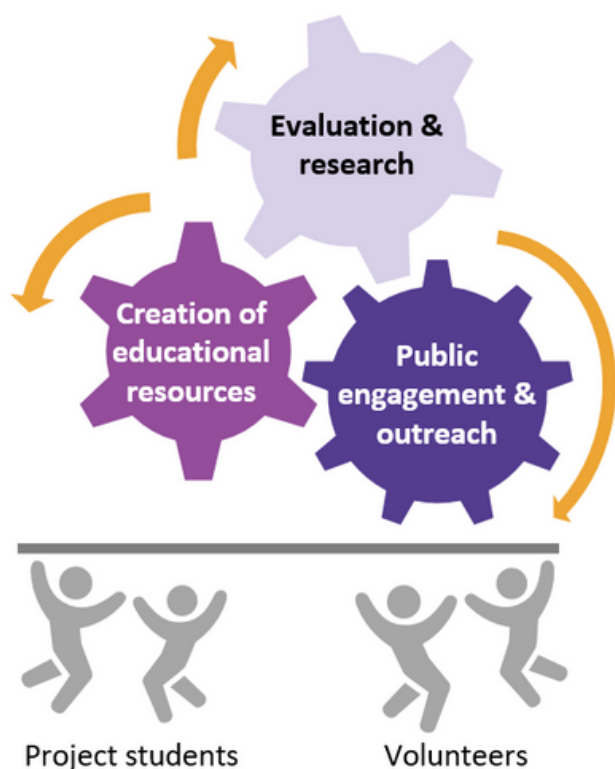 Evaluation &
research
Creation of
educational
resources
Public
engagement &
outreach
Project students
Volunteers